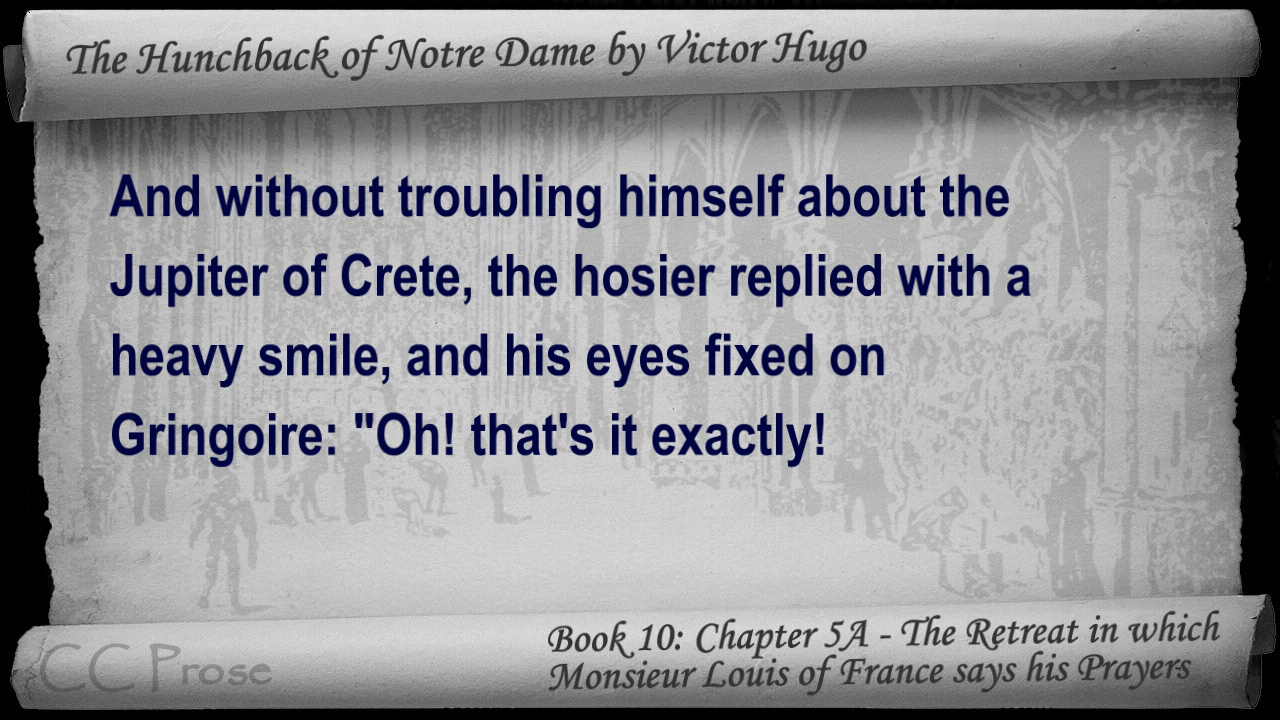 The Hunchback of Notre Dame by Victor Hugo
And without troubling himself about the
Jupiter of Crete, the hosier replied with a
heavy smile, and his eyes fixed on
Gringoire: "Oh! that's it exactly!
Book 10: Chapter 5A - The Retreat in which
Monsieur Louis of France says his Prayers
CC Prose